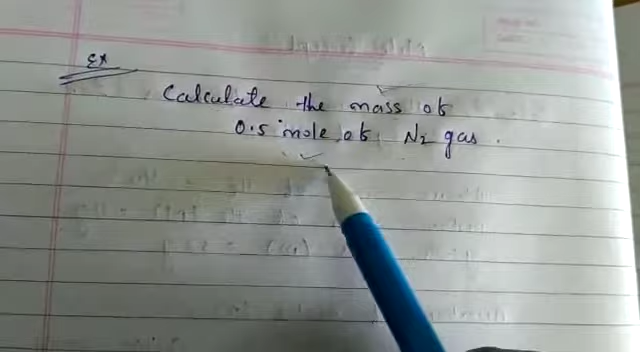 Ex
Calculate the mass of
0.5 mole of N₂ gas.